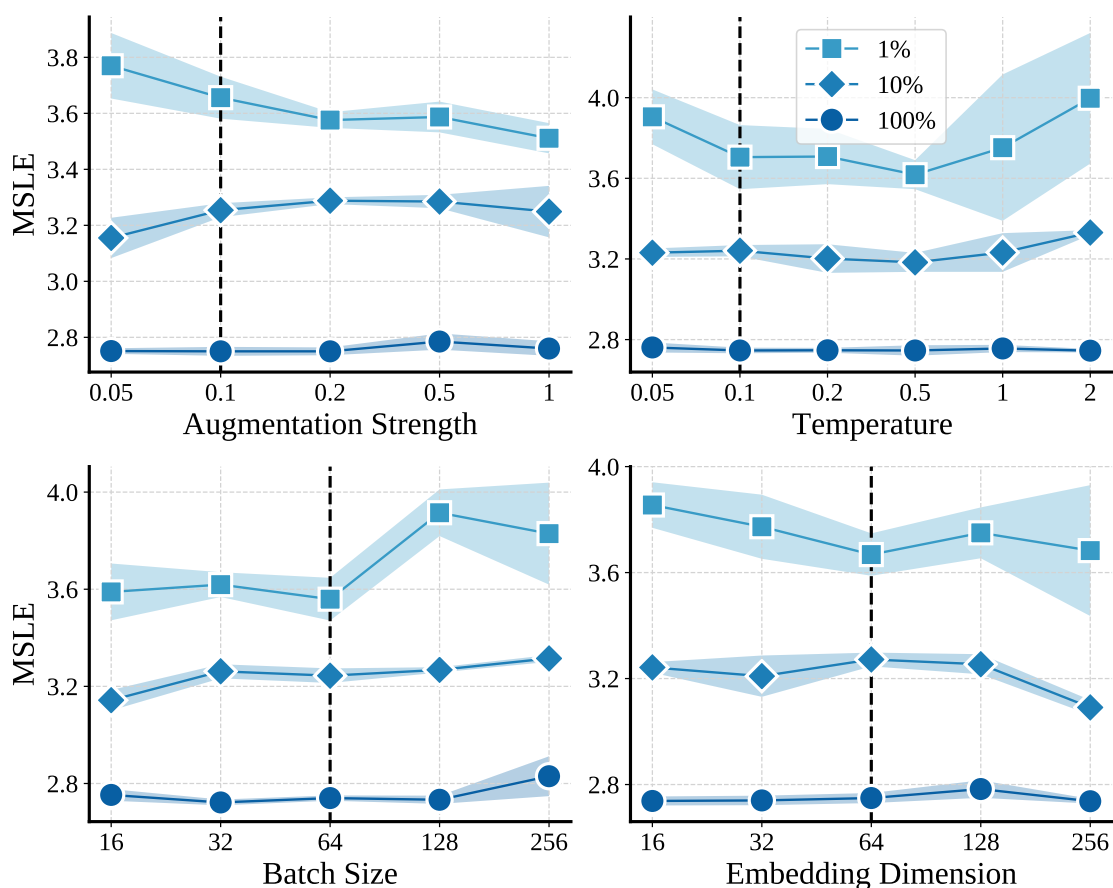 1%
10%
100%
MSLE
3.8
3.6
3.4
3.2
3.0
2.8
0.05 0.1 0.2 0.5 1
Augmentation Strength
4.0
3.6
3.2
2.8
0.05 0.1 0.2 0.5 1 2
Temperature
MSLE
4.0
3.6
3.2
2.8
16 32 64 128 256
Batch Size
4.0
3.6
3.2
2.8
16 32 64 128 256
Embedding Dimension